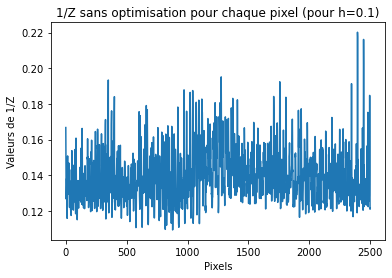 1/Z sans optimisation pour chaque pixel (pour h=0.1)
0.22
0.20
0.18
0.16
0.14
0.12
Valeurs de 1/Z
0 500 1000 1500 2000 2500
Pixels